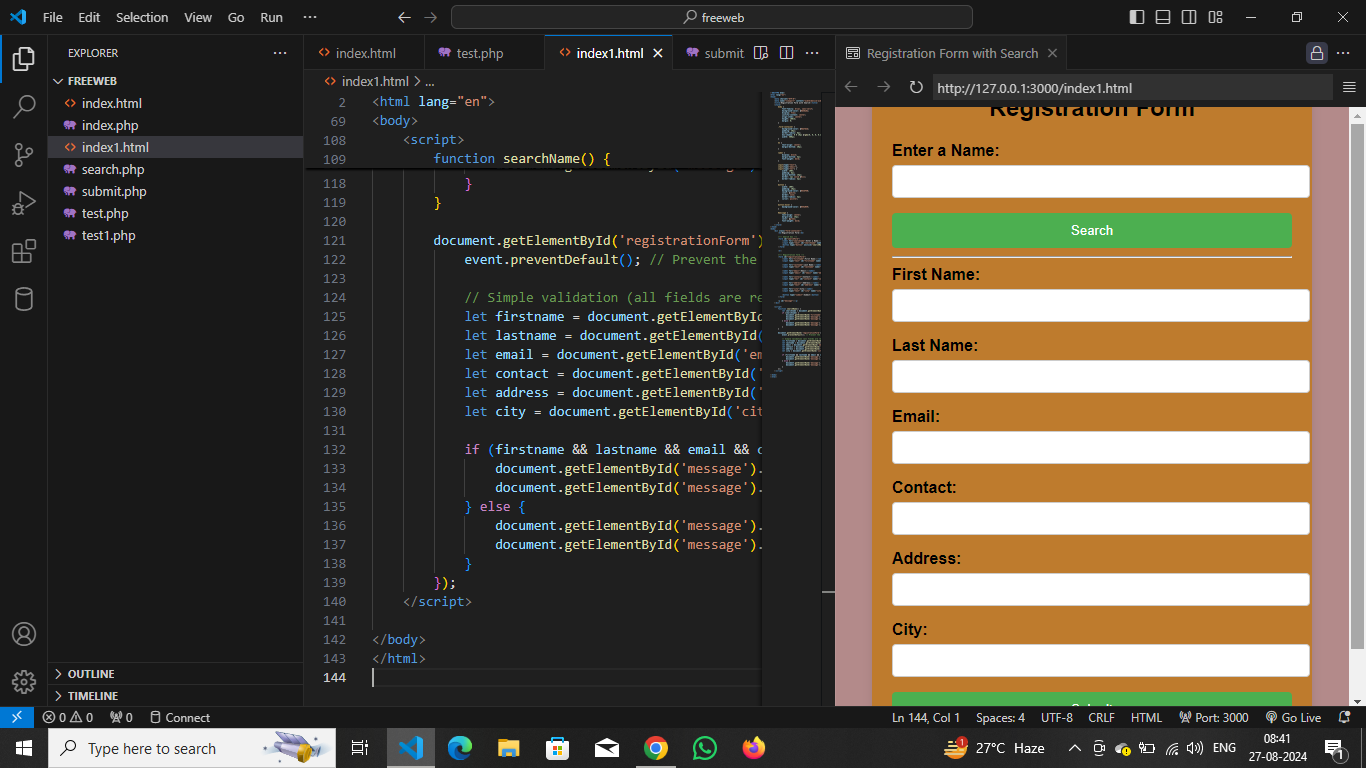 File Edit Selection View Go Run ···
freeweb
EXPLORER ···
FREEWEB
index.html
index.php
index1.html
search.php
submit.php
test.php
test1.php
OUTLINE
TIMELINE
index.html test.php index1.html submit ···
index1.html > ...
2 <html lang="en">
69 <body>
108 <script>
109 function searchName() {
118 }
119 }
120
121 document.getElementById('registrationForm')
122 event.preventDefault(); // Prevent the
123
124 // Simple validation (all fields are re
125 let firstname = document.getElementById
126 let lastname = document.getElementById(
127 let email = document.getElementById('em
128 let contact = document.getElementById('
129 let address = document.getElementById('
130 let city = document.getElementById('cit
131
132 if (firstname && lastname && email && c
133 document.getElementById('message').
134 document.getElementById('message').
135 } else {
136 document.getElementById('message').
137 document.getElementById('message').
138 }
139 });
140 </script>
141
142 </body>
143 </html>
144
Registration Form with Search ···
http://127.0.0.1:3000/index1.html
Registration Form
Enter a Name:
Search
First Name:
Last Name:
Email:
Contact:
Address:
City:
0 0 0 Connect
Ln 144, Col 1 Spaces: 4 UTF-8 CRLF HTML Port: 3000 Go Live
Type here to search
1 27°C Haze ENG 08:41
27-08-2024 1